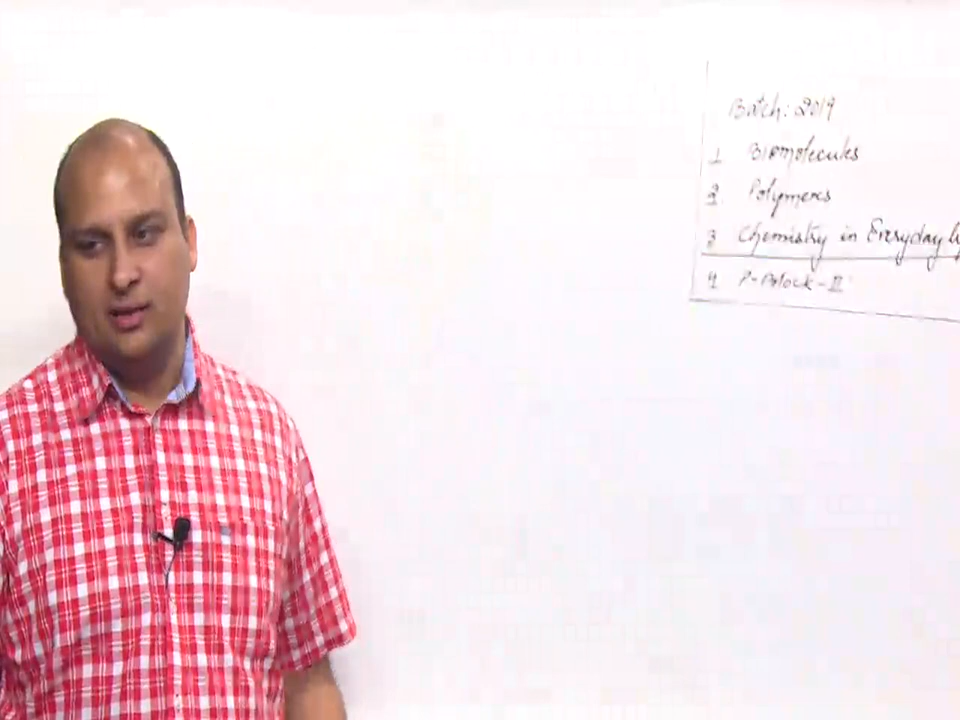 Batch: 2019
1 Biomolecules
2. Polymers
3 Chemistry in Everyday
4 P-Block-II